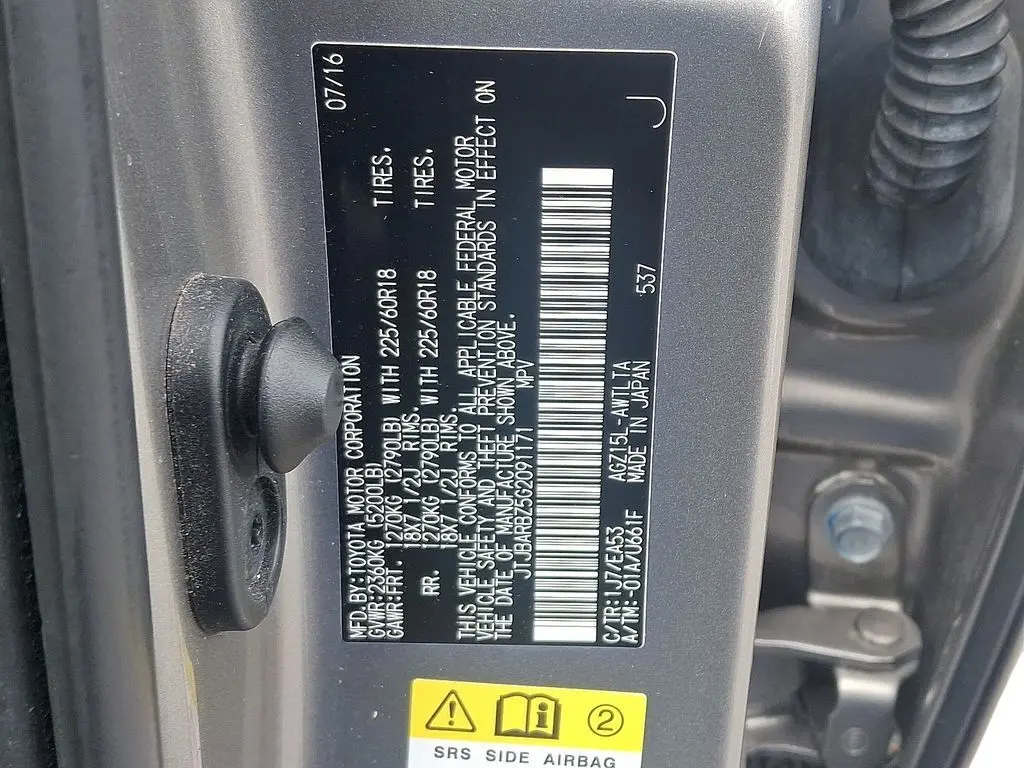 07/16
MFD.BY:TOYOTA MOTOR CORPORATION
GVWR:2360KG (5200LB)
GAWR:FRT. 1270KG (2790LB) WITH 225/60R18 TIRES.
18X7 1/2J RIMS.
RR. 1270KG (2790LB) WITH 225/60R18 TIRES.
18X7 1/2J RIMS.
THIS VEHICLE CONFORMS TO ALL APPLICABLE FEDERAL MOTOR
VEHICLE SAFETY AND THEFT PREVENTION STANDARDS IN EFFECT ON
THE DATE OF MANUFACTURE SHOWN ABOVE.
JTJBARBZ5G2091171 MPV
C/TR:1J7/EA53 AGZ15L-AWTLTA 537
A/TM:-01A/U661F MADE IN JAPAN J
2
SRS SIDE AIRBAG